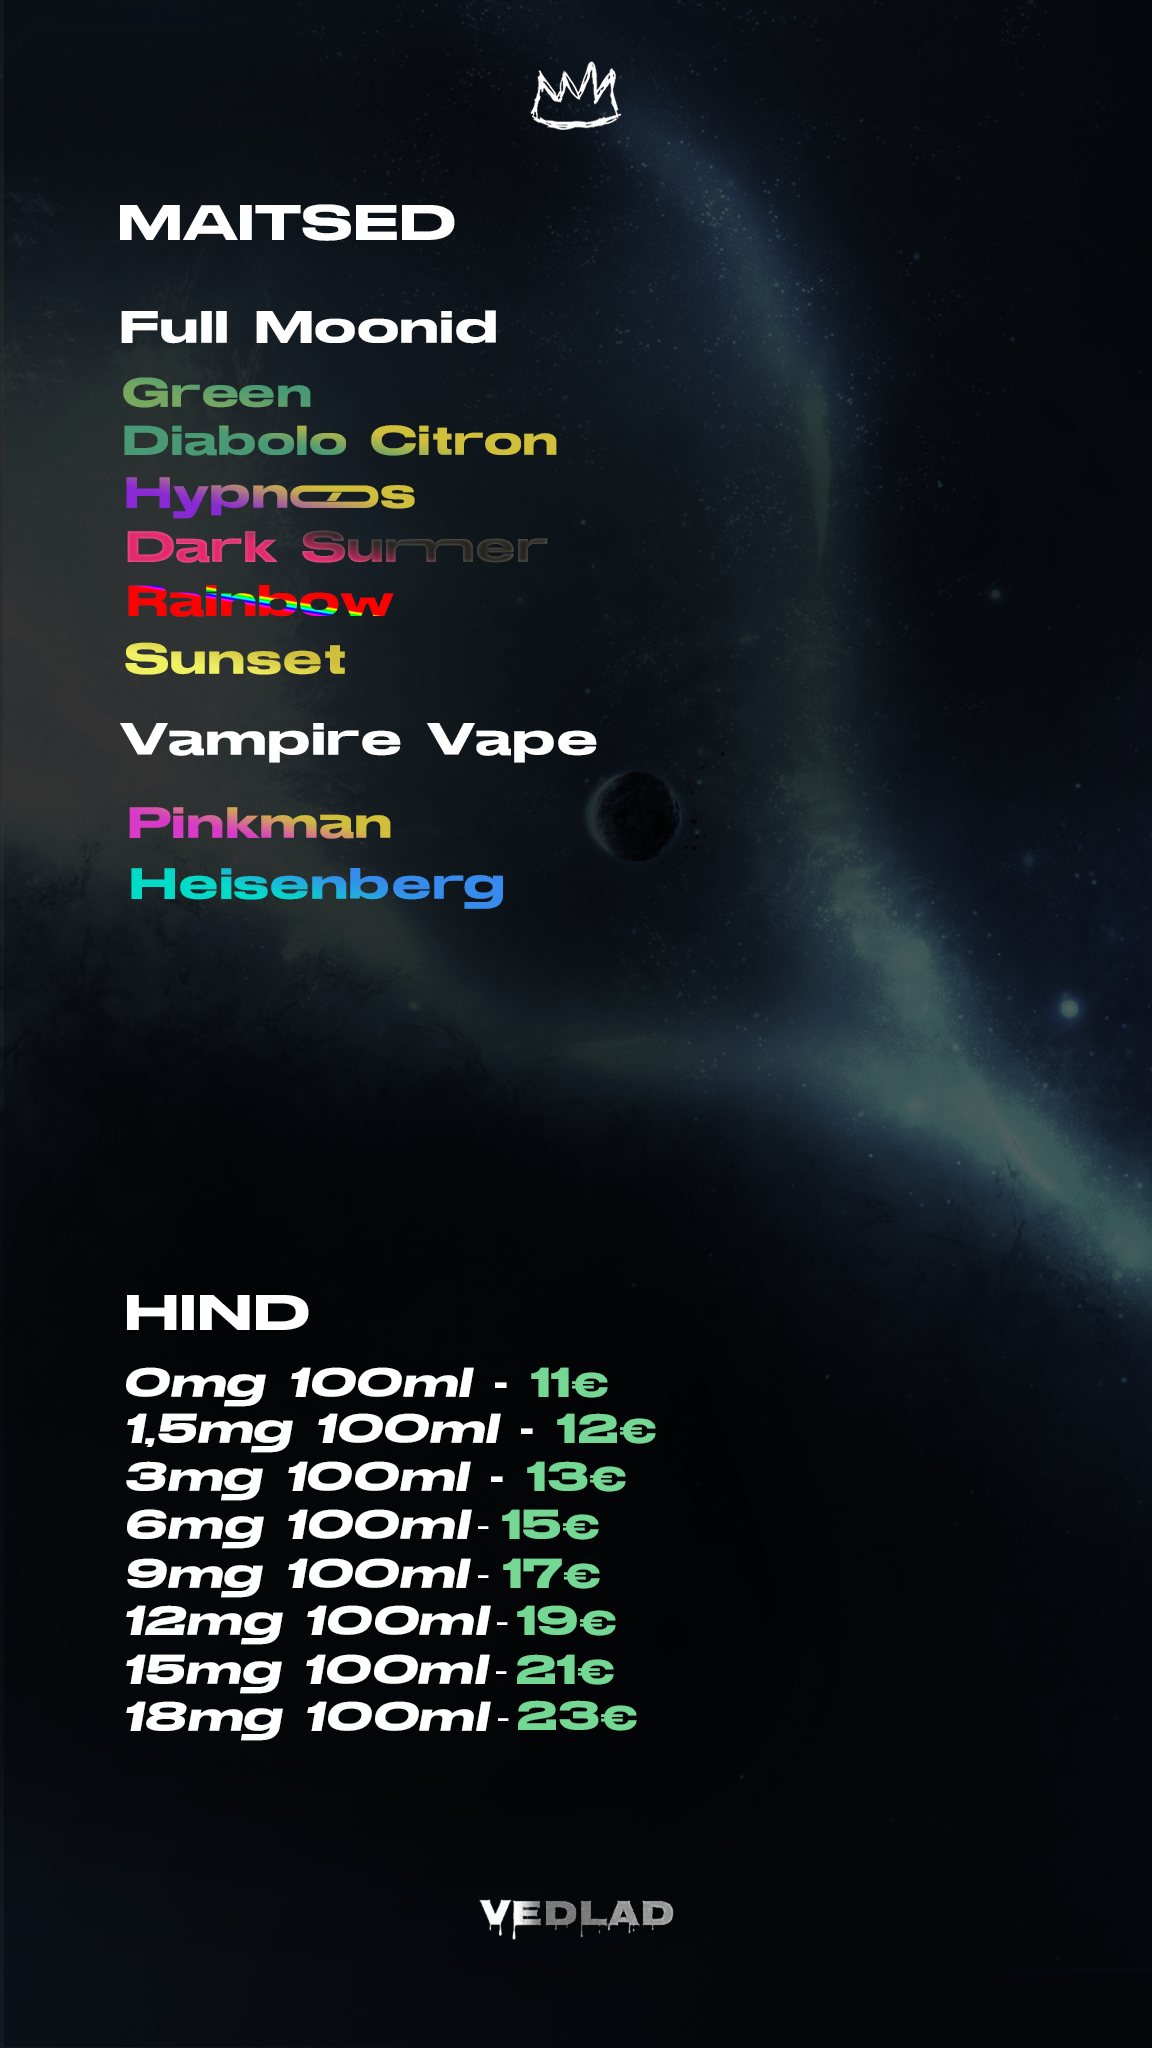 MAITSED
Full Moonid
Green
Diabolo Citron
Hypnoos
Dark Summer
Rainbow
Sunset
Vampire Vape
Pinkman
Heisenberg
HIND
0mg 100ml - 11€
1,5mg 100ml - 12€
3mg 100ml - 13€
6mg 100ml - 15€
9mg 100ml - 17€
12mg 100ml - 19€
15mg 100ml - 21€
18mg 100ml - 23€
VEDLAD